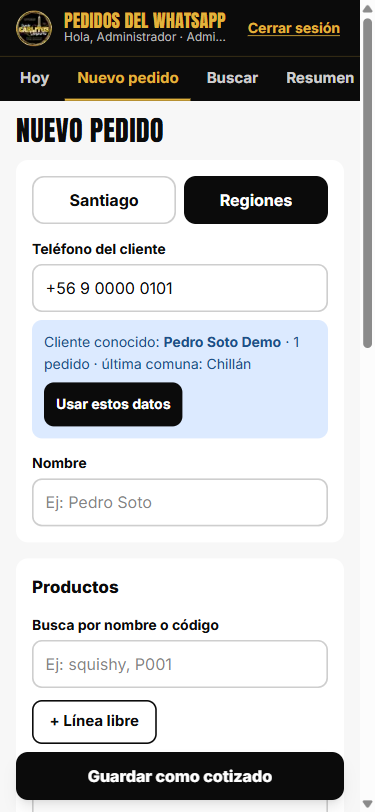 PEDIDOS DEL WHATSAPP
Hola, Administrador · Admi...
Cerrar sesión
Hoy
Nuevo pedido
Buscar
Resumen
NUEVO PEDIDO
Santiago
Regiones
Teléfono del cliente
+56 9 0000 0101
Cliente conocido: Pedro Soto Demo · 1
pedido · última comuna: Chillán
Usar estos datos
Nombre
Ej: Pedro Soto
Productos
Busca por nombre o código
Ej: squishy, P001
+ Línea libre
Guardar como cotizado